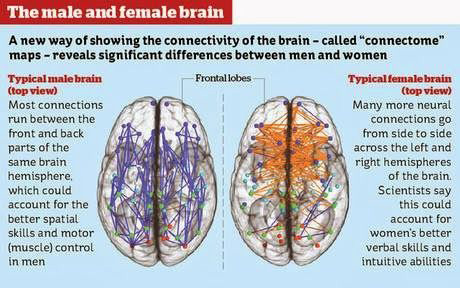 The male and female brain
A new way of showing the connectivity of the brain – called “connectome”
maps – reveals significant differences between men and women
Typical male brain
(top view)
Most connections
run between the
front and back
parts of the
same brain
hemisphere,
which could
account for the
better spatial
skills and motor
(muscle) control
in men
Frontal lobes
Typical female brain
(top view)
Many more neural
connections go
from side to side
across the left and
right hemispheres
of the brain.
Scientists say
this could
account for
women's better
verbal skills and
intuitive abilities